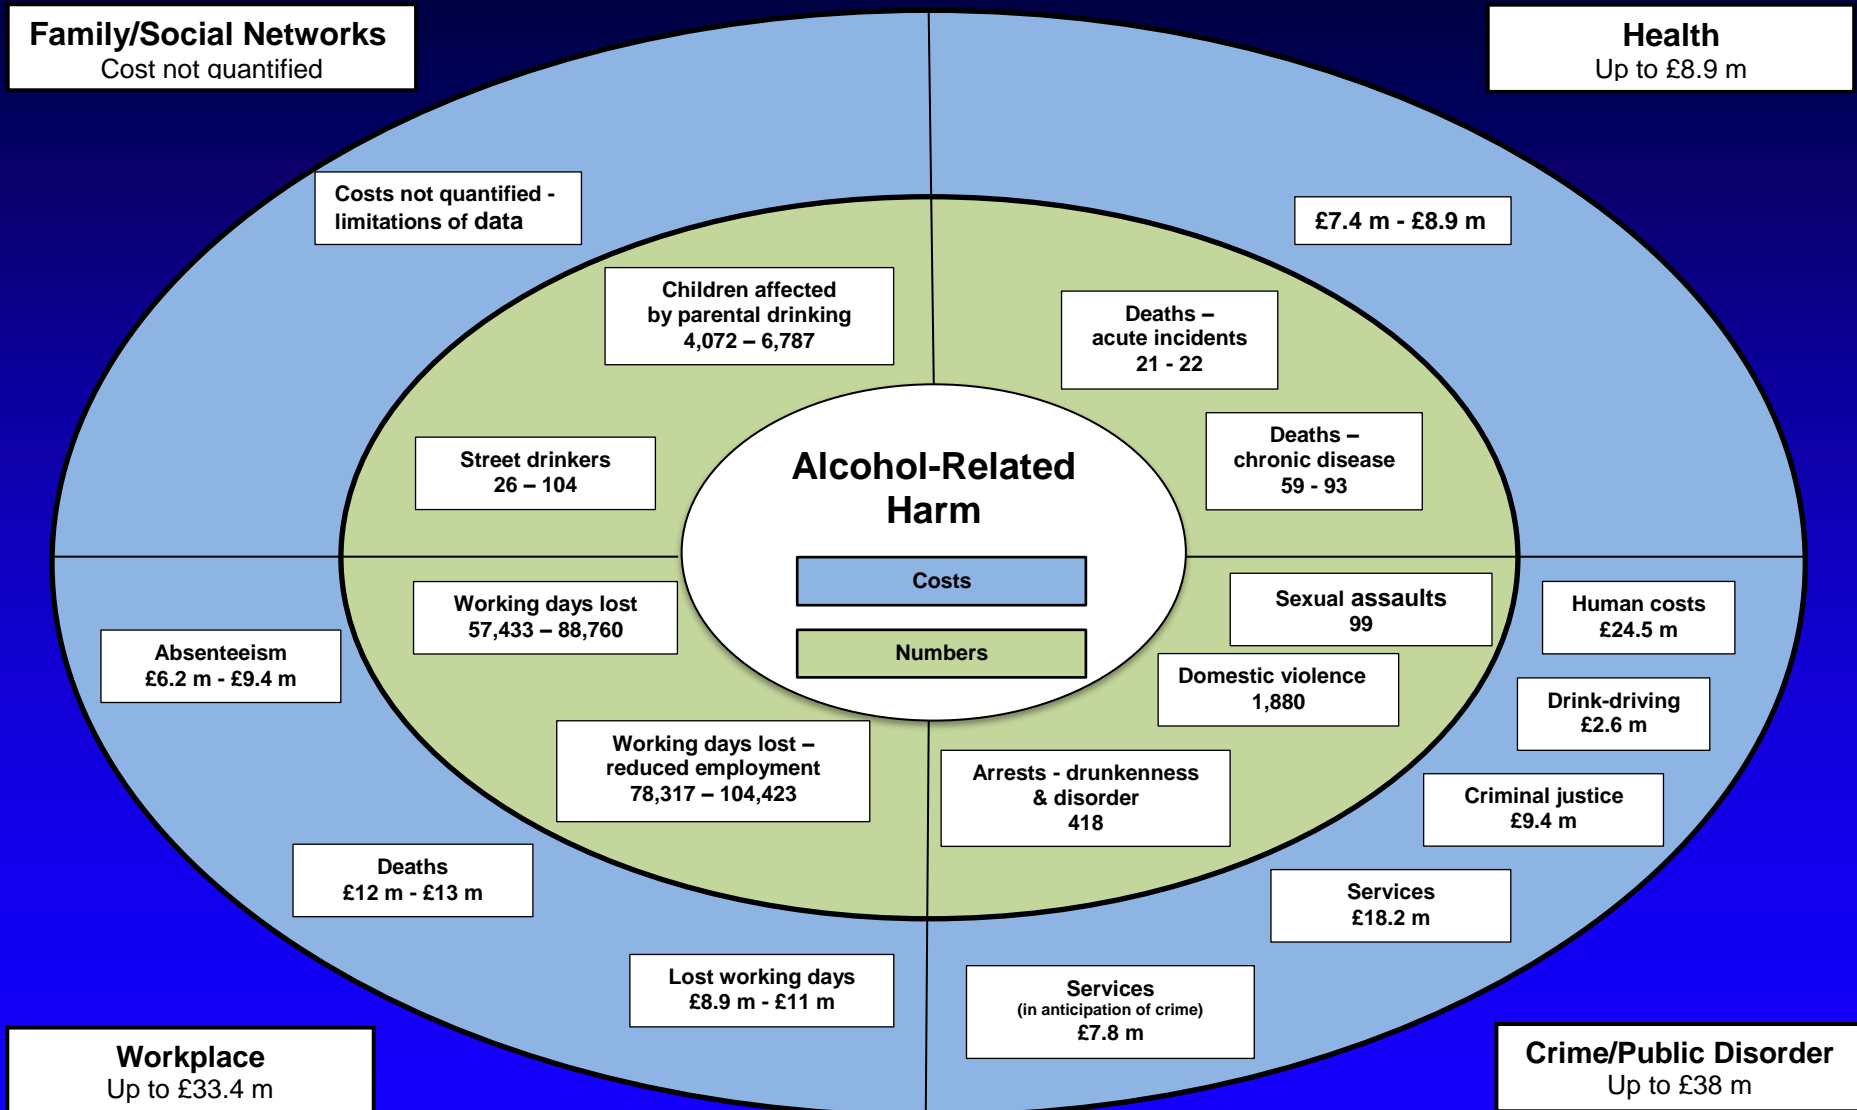 Family/Social Networks
Cost not quantified
Health
Up to £8.9 m
Costs not quantified -
limitations of data
£7.4 m - £8.9 m
Children affected
by parental drinking
4,072 – 6,787
Deaths –
acute incidents
21 - 22
Street drinkers
26 – 104
Deaths –
chronic disease
59 - 93
Alcohol-Related
Harm
Costs
Numbers
Working days lost
57,433 – 88,760
Sexual assaults
99
Human costs
£24.5 m
Absenteeism
£6.2 m - £9.4 m
Domestic violence
1,880
Drink-driving
£2.6 m
Working days lost –
reduced employment
78,317 – 104,423
Arrests - drunkenness
& disorder
418
Criminal justice
£9.4 m
Deaths
£12 m - £13 m
Services
£18.2 m
Lost working days
£8.9 m - £11 m
Services
(in anticipation of crime)
£7.8 m
Workplace
Up to £33.4 m
Crime/Public Disorder
Up to £38 m